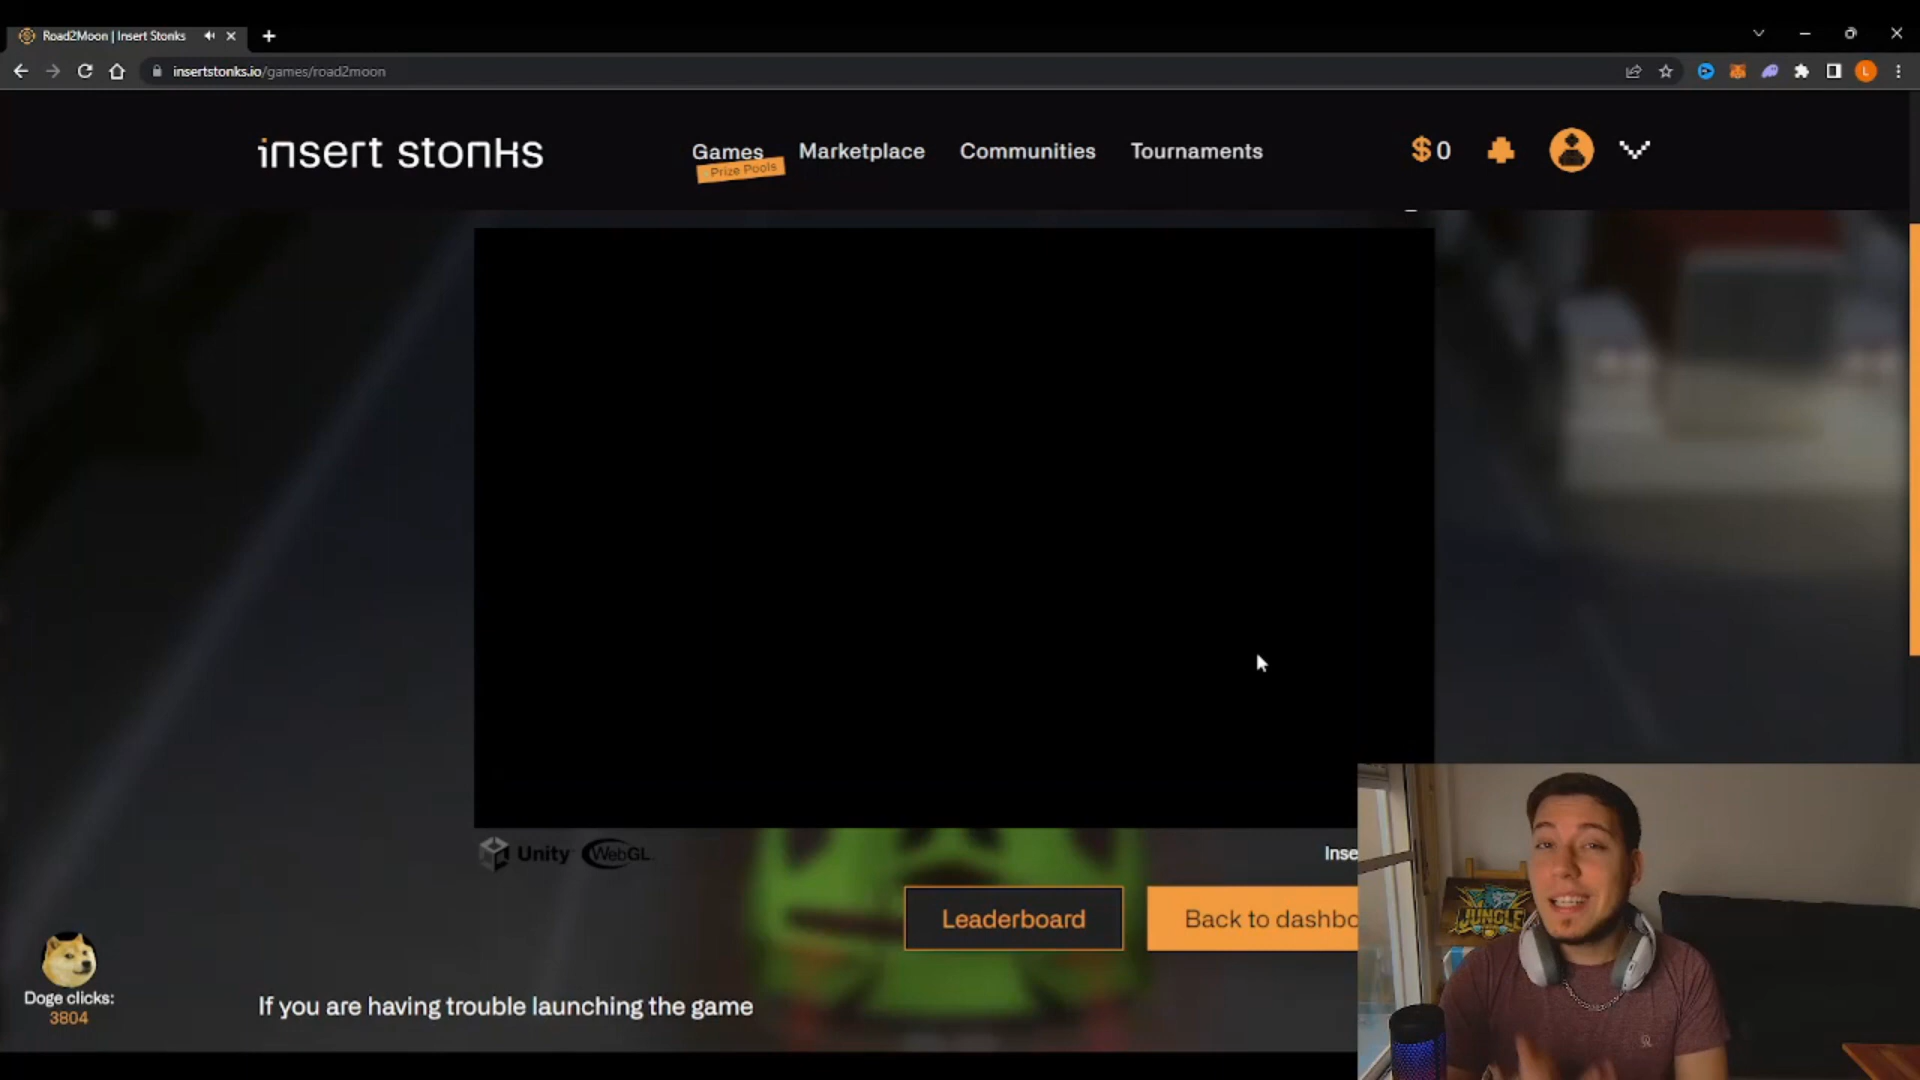 Road2Moon | Insert Stonks
insertstonks.io/games/road2moon
L
insert stonks
Games
Marketplace
Communities
Tournaments
$0
Prize Pools
Unity
WebGL
Inse
Leaderboard
Back to dashbo
JUNGLE
Doge clicks:
3804
If you are having trouble launching the game